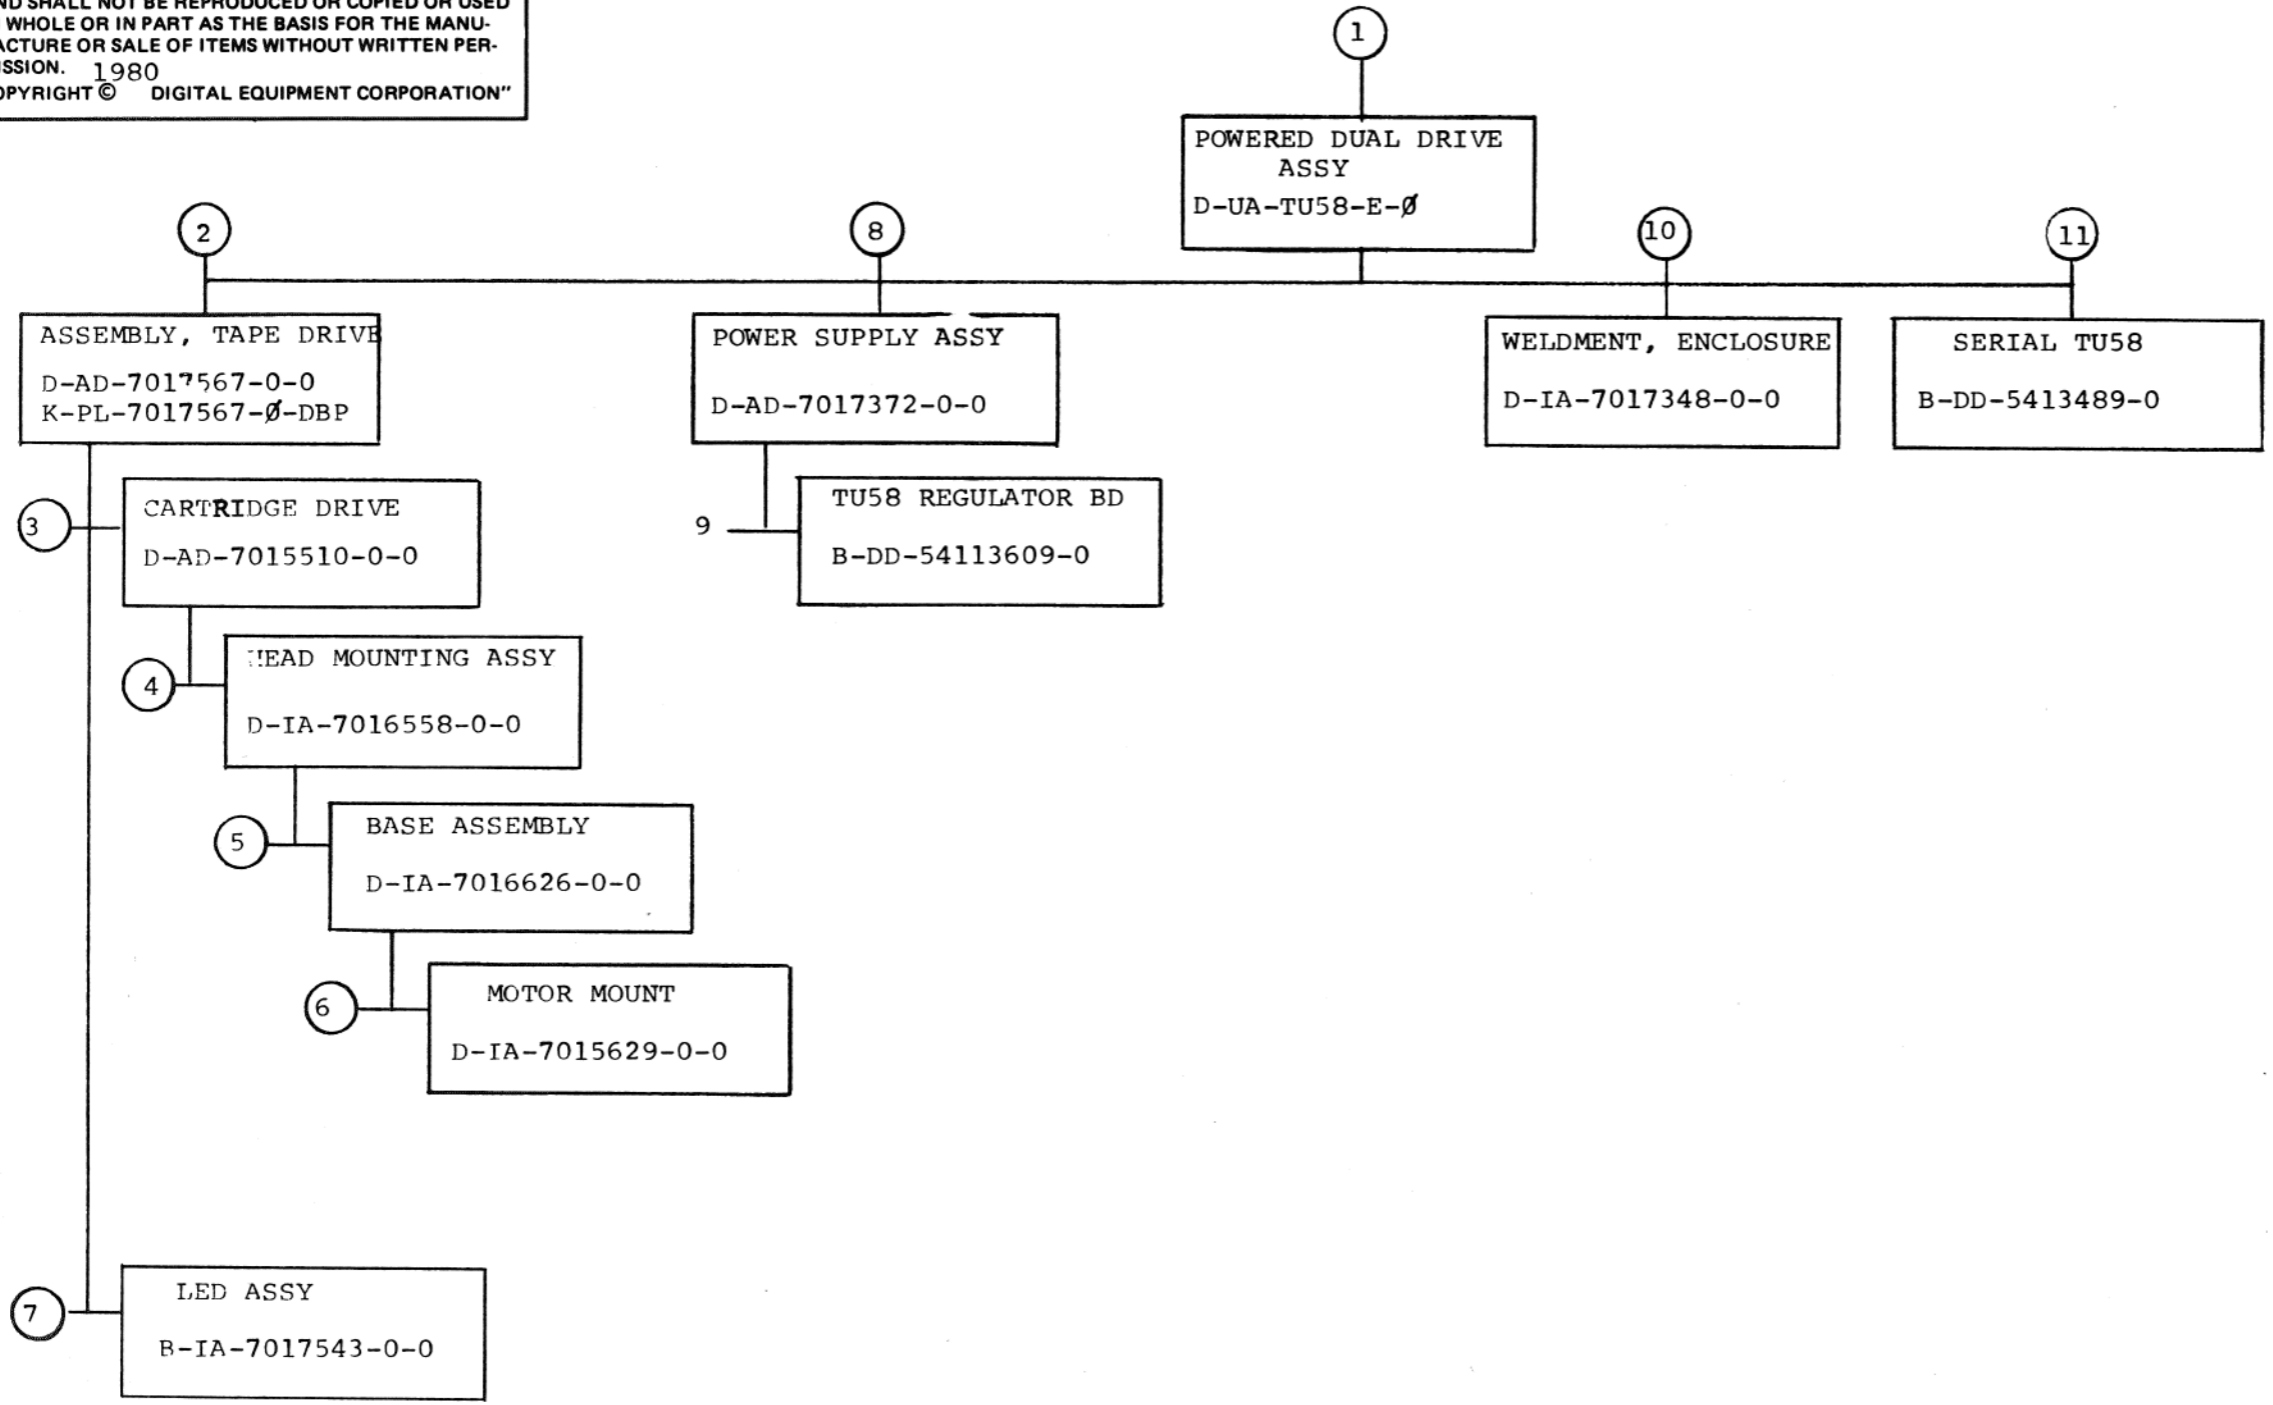 ND SHALL NOT BE REPRODUCED OR COPIED OR USED
WHOLE OR IN PART AS THE BASIS FOR THE MANU-
ACTURE OR SALE OF ITEMS WITHOUT WRITTEN PER-
SSION. 1980
OPYRIGHT © DIGITAL EQUIPMENT CORPORATION"
1
POWERED DUAL DRIVE
ASSY
D-UA-TU58-E-Ø
2
ASSEMBLY, TAPE DRIVE
D-AD-7017567-0-0
K-PL-7017567-Ø-DBP
3
CARTRIDGE DRIVE
D-AD-7015510-0-0
4
HEAD MOUNTING ASSY
D-IA-7016558-0-0
5
BASE ASSEMBLY
D-IA-7016626-0-0
6
MOTOR MOUNT
D-IA-7015629-0-0
7
LED ASSY
B-IA-7017543-0-0
8
POWER SUPPLY ASSY
D-AD-7017372-0-0
9
TU58 REGULATOR BD
B-DD-54113609-0
10
WELDMENT, ENCLOSURE
D-IA-7017348-0-0
11
SERIAL TU58
B-DD-5413489-0